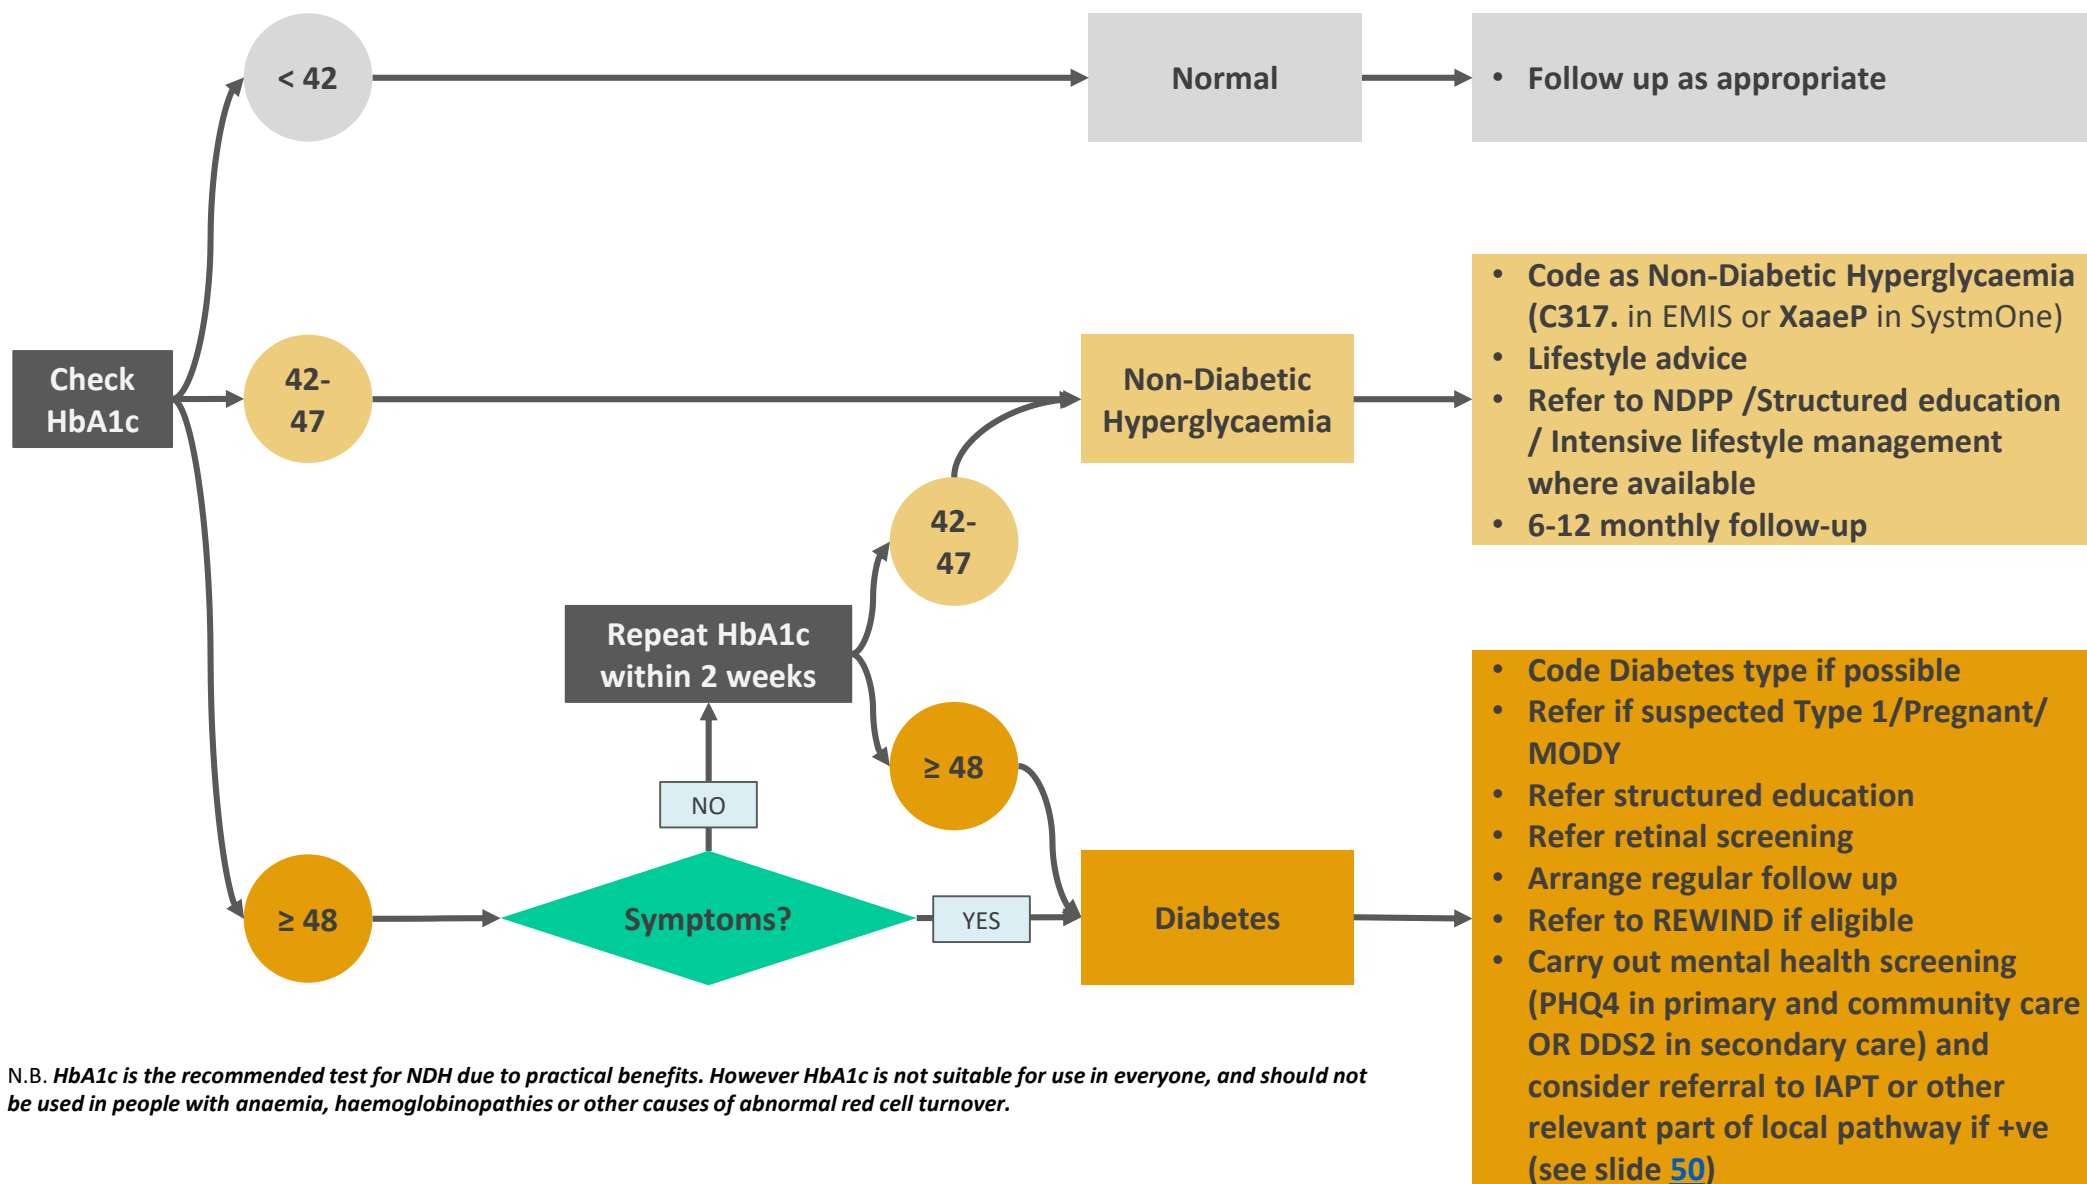 < 42
Normal
• Follow up as appropriate
Check
HbA1c
42-
47
Non-Diabetic
Hyperglycaemia
• Code as Non-Diabetic Hyperglycaemia
(C317. in EMIS or XaaeP in SystmOne)
• Lifestyle advice
• Refer to NDPP /Structured education
/ Intensive lifestyle management
where available
• 6-12 monthly follow-up
42-
47
Repeat HbA1c
within 2 weeks
≥ 48
NO
≥ 48
Symptoms?
YES
Diabetes
• Code Diabetes type if possible
• Refer if suspected Type 1/Pregnant/
MODY
• Refer structured education
• Refer retinal screening
• Arrange regular follow up
• Refer to REWIND if eligible
• Carry out mental health screening
(PHQ4 in primary and community care
OR DDS2 in secondary care) and
consider referral to IAPT or other
relevant part of local pathway if +ve
(see slide 50)
N.B. HbA1c is the recommended test for NDH due to practical benefits. However HbA1c is not suitable for use in everyone, and should not
be used in people with anaemia, haemoglobinopathies or other causes of abnormal red cell turnover.